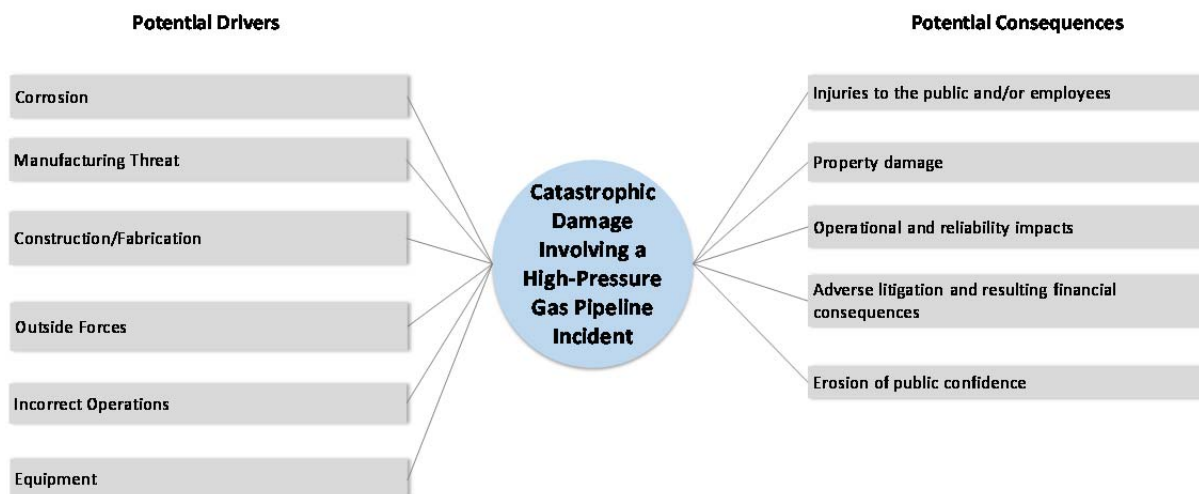 Potential Drivers
Corrosion
Manufacturing Threat
Construction/Fabrication
Outside Forces
Incorrect Operations
Equipment
Catastrophic
Damage
Involving a
High-Pressure
Gas Pipeline
Incident
Potential Consequences
Injuries to the public and/or employees
Property damage
Operational and reliability impacts
Adverse litigation and resulting financial
consequences
Erosion of public confidence